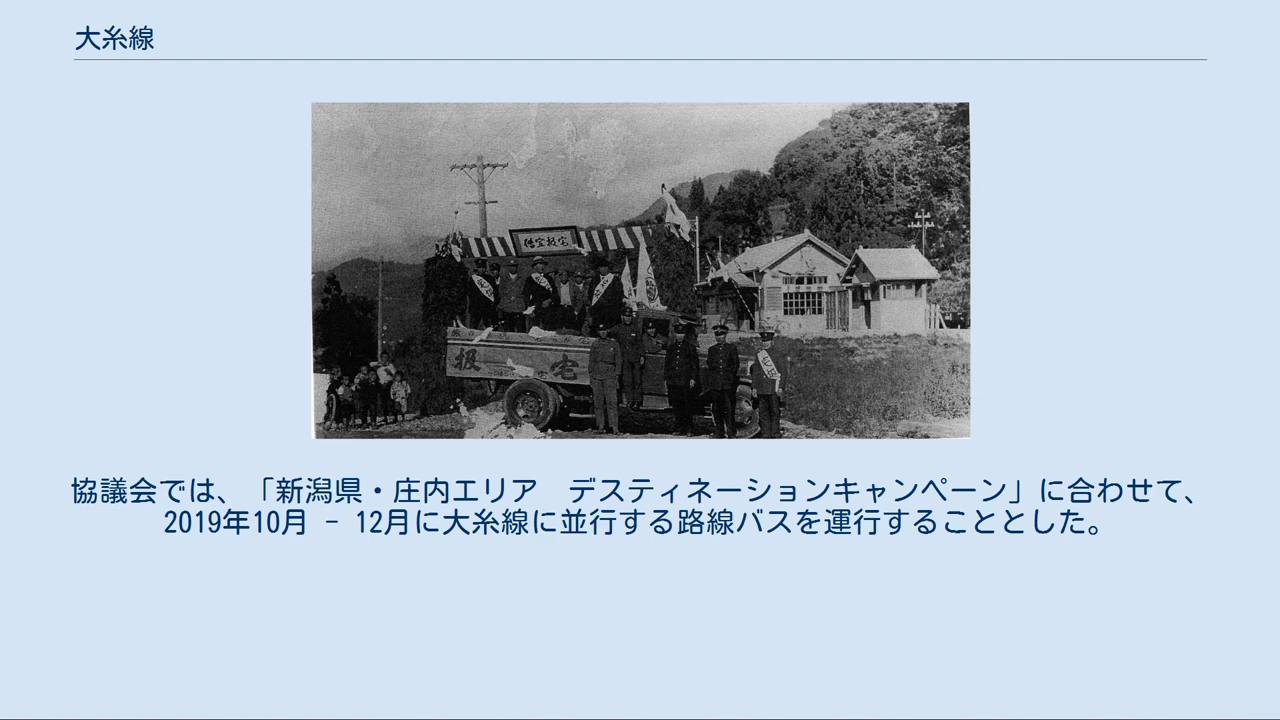 大糸線
協議会では、「新潟県・庄内エリア　デスティネーションキャンペーン」に合わせて、
2019年10月 - 12月に大糸線に並行する路線バスを運行することとした。